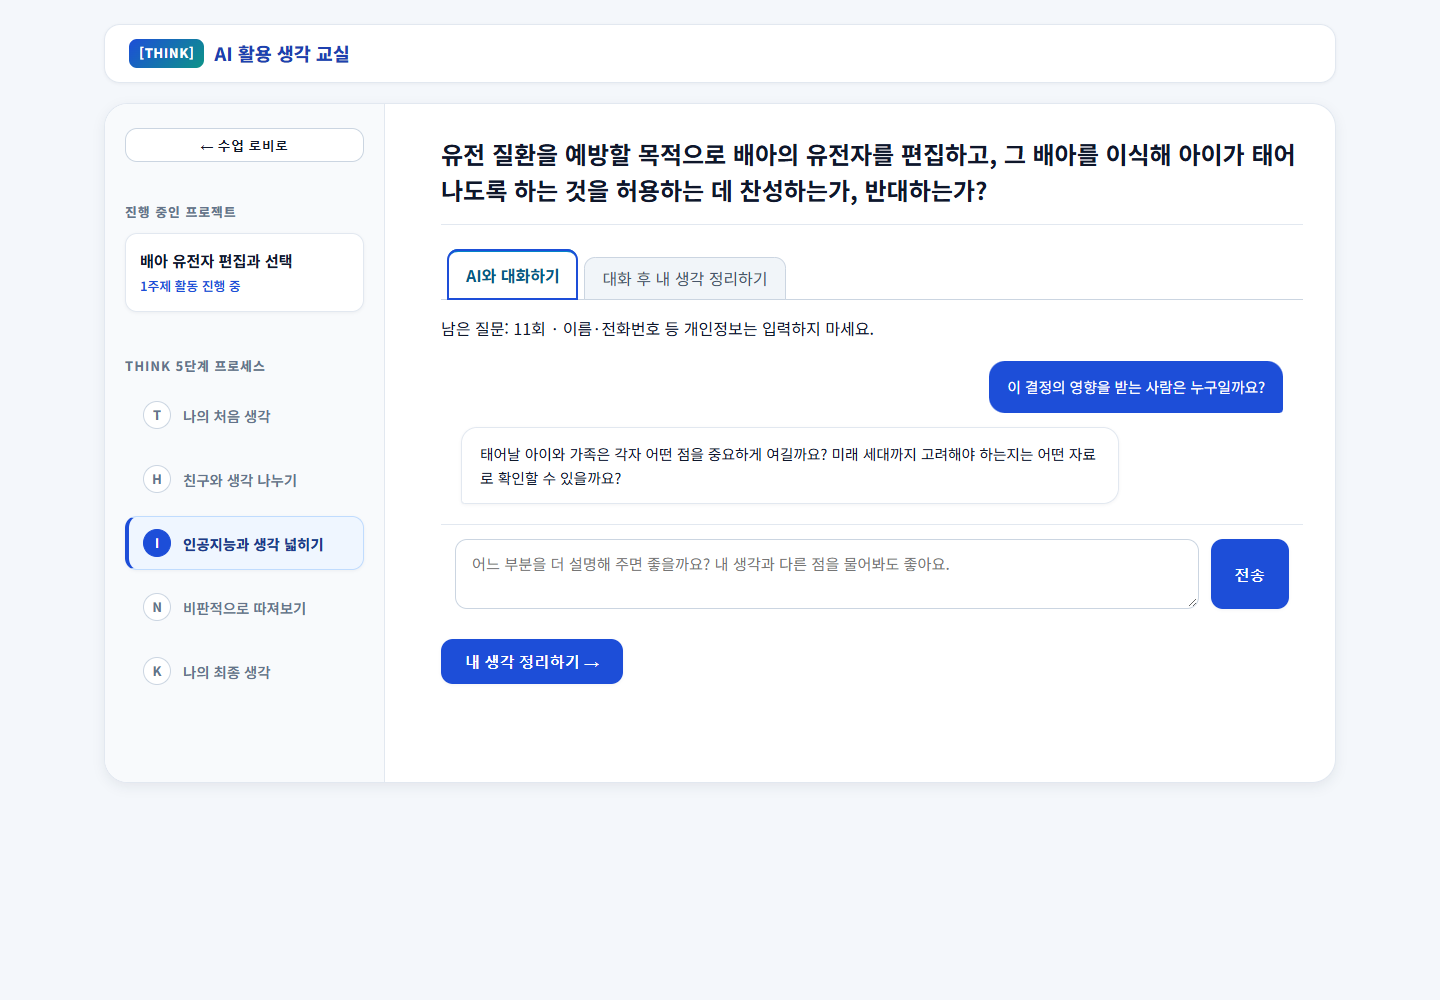 [THINK] AI 활용 생각 교실
← 수업 로비로
진행 중인 프로젝트
배아 유전자 편집과 선택
1주제 활동 진행 중
THINK 5단계 프로세스
T 나의 처음 생각
H 친구와 생각 나누기
I 인공지능과 생각 넓히기
N 비판적으로 따져보기
K 나의 최종 생각
유전 질환을 예방할 목적으로 배아의 유전자를 편집하고, 그 배아를 이식해 아이가 태어
나도록 하는 것을 허용하는 데 찬성하는가, 반대하는가?
AI와 대화하기 대화 후 내 생각 정리하기
남은 질문: 11회 · 이름·전화번호 등 개인정보는 입력하지 마세요.
이 결정의 영향을 받는 사람은 누구일까요?
태어날 아이와 가족은 각자 어떤 점을 중요하게 여길까요? 미래 세대까지 고려해야 하는지는 어떤 자료
로 확인할 수 있을까요?
어느 부분을 더 설명해 주면 좋을까요? 내 생각과 다른 점을 물어봐도 좋아요.
전송
내 생각 정리하기 →